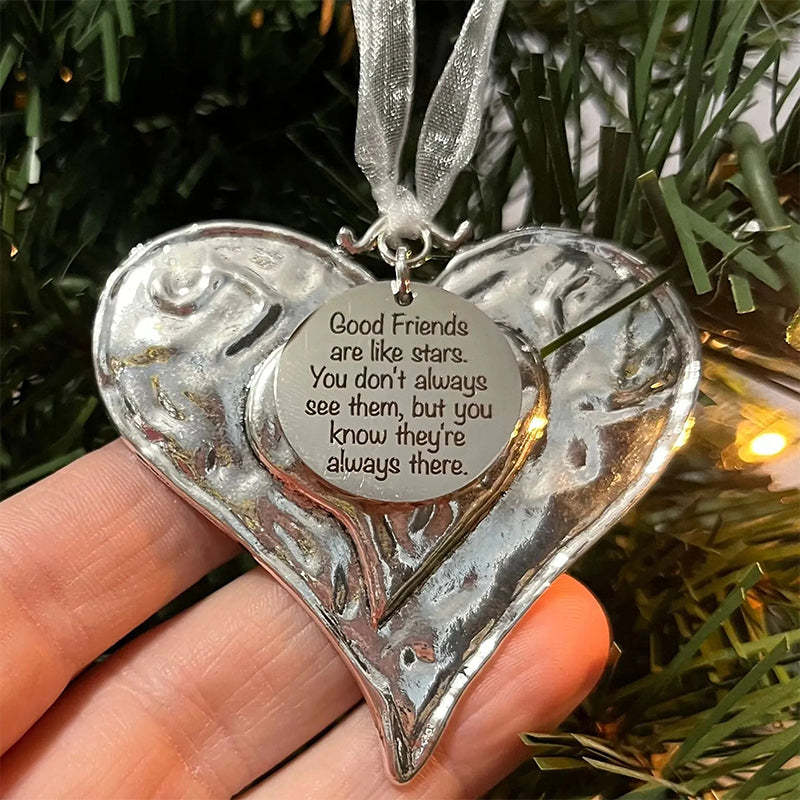 Good Friends
are like stars.
You don't always
see them, but you
know they're
always there.